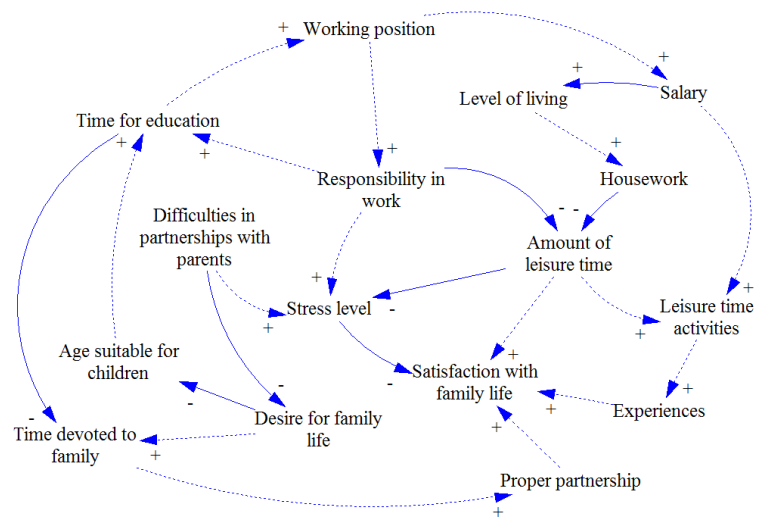 Working position
+
+
+
Level of living
Salary
Time for education
+
+
+
+
Responsibility in
work
Housework
Difficulties in
partnerships with
parents
- -
Amount of
leisure time
+
+
Stress level
-
+
+
Leisure time
activities
Age suitable for
children
+
Satisfaction with
family life
-
-
+
-
Desire for family
life
+
Experiences
-
Time devoted to
family
+
+
Proper partnership
+